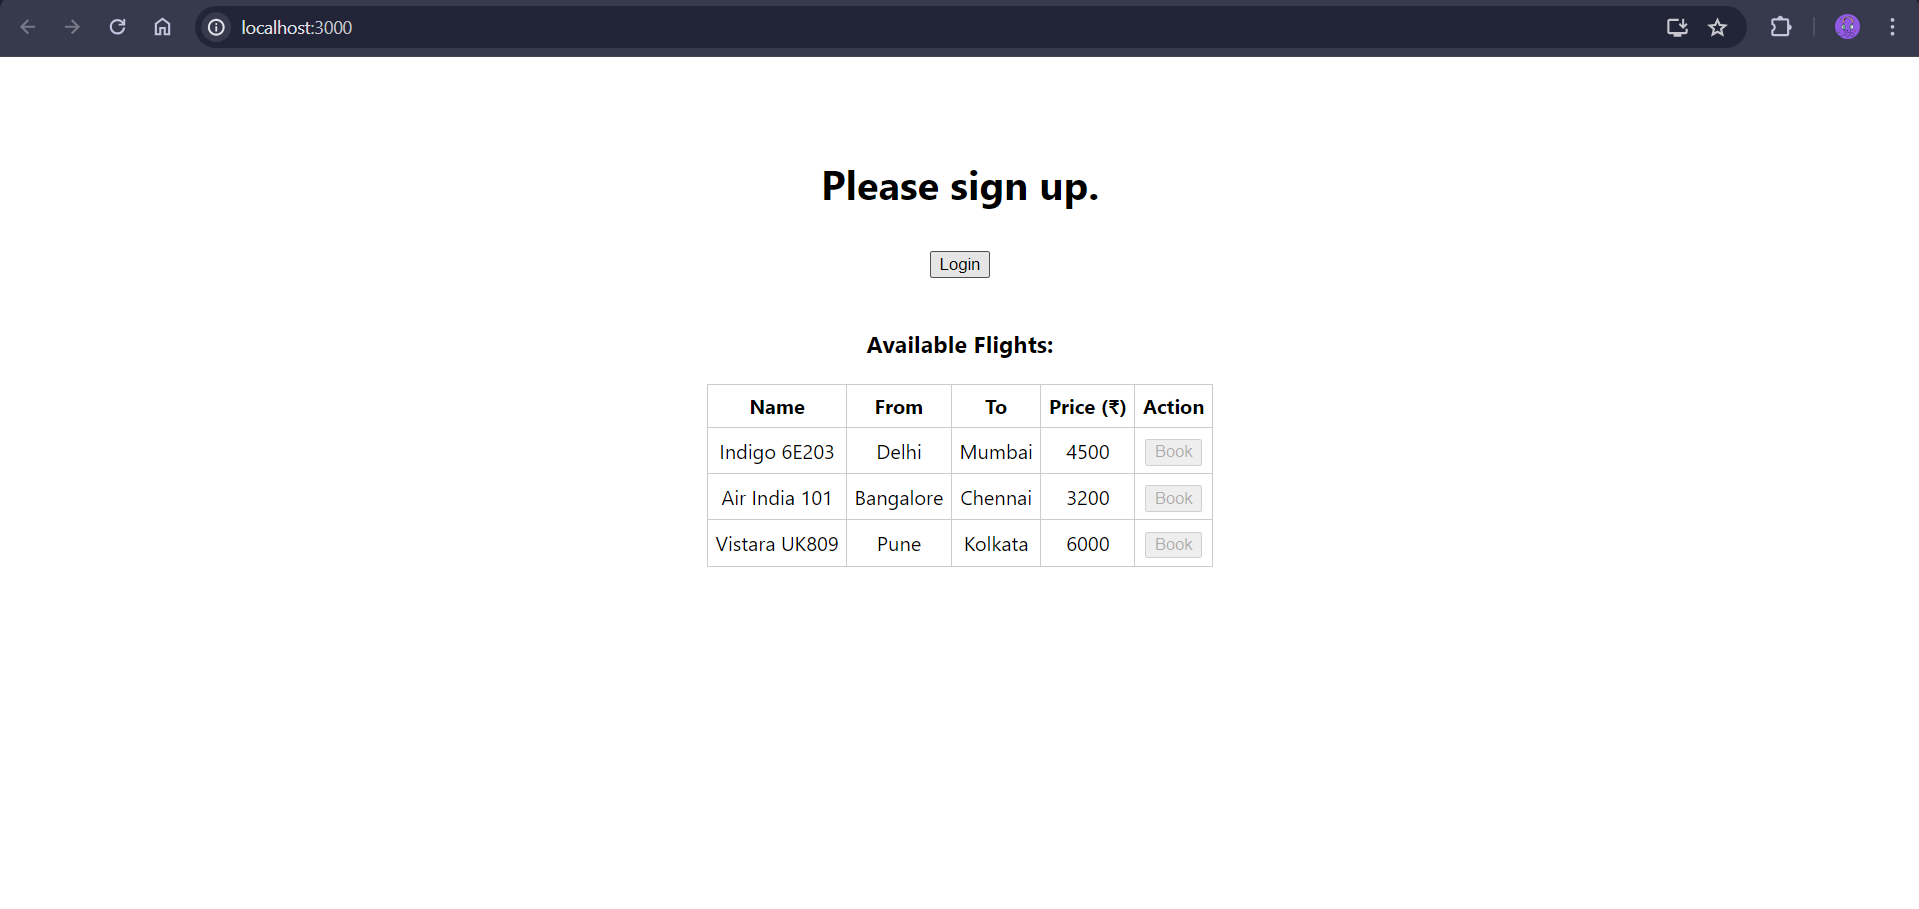 localhost:3000
Please sign up.
Login
Available Flights:
Name From To Price (₹) Action
Indigo 6E203 Delhi Mumbai 4500 Book
Air India 101 Bangalore Chennai 3200 Book
Vistara UK809 Pune Kolkata 6000 Book